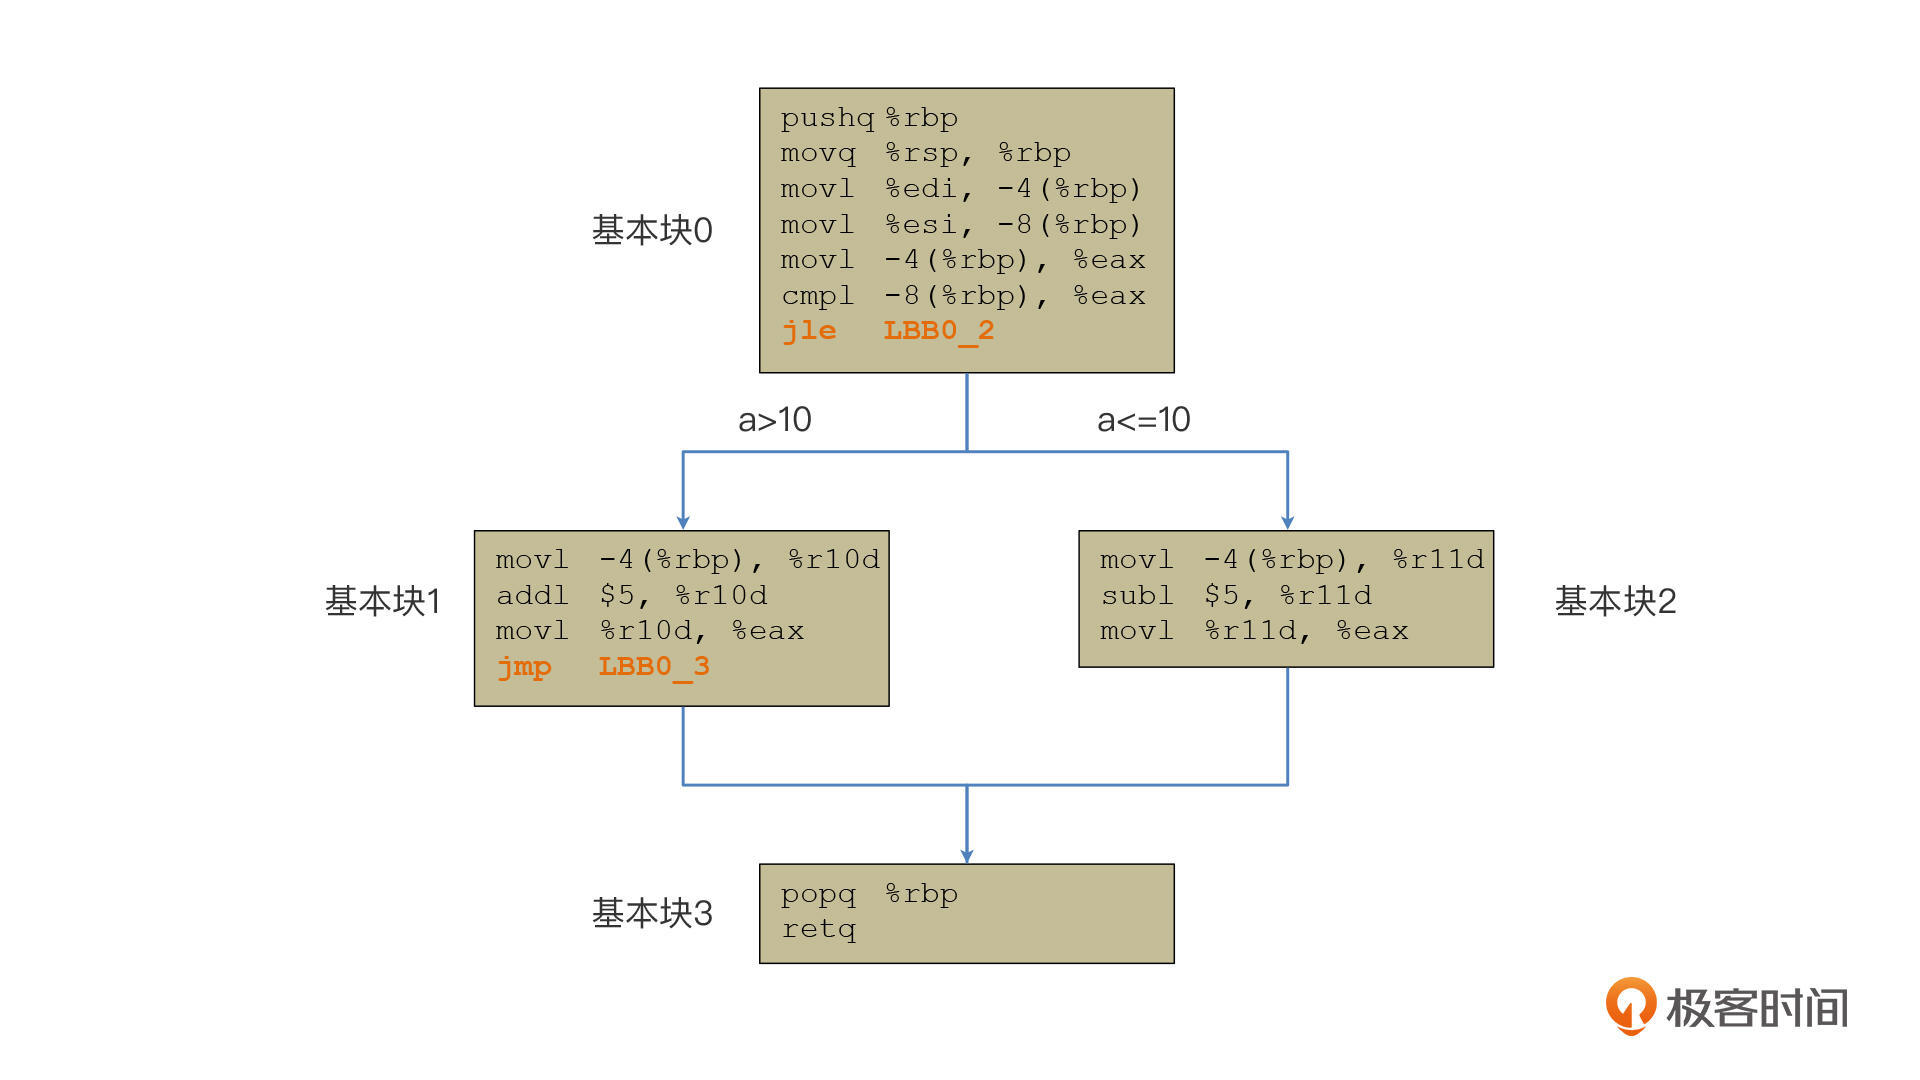 基本块0
pushq %rbp
movq %rsp, %rbp
movl %edi, -4(%rbp)
movl %esi, -8(%rbp)
movl -4(%rbp), %eax
cmpl -8(%rbp), %eax
jle LBB0_2
a>10
a<=10
基本块1
movl -4(%rbp), %r10d
addl $5, %r10d
movl %r10d, %eax
jmp LBB0_3
movl -4(%rbp), %r11d
subl $5, %r11d
movl %r11d, %eax
基本块2
基本块3
popq %rbp
retq
极客时间